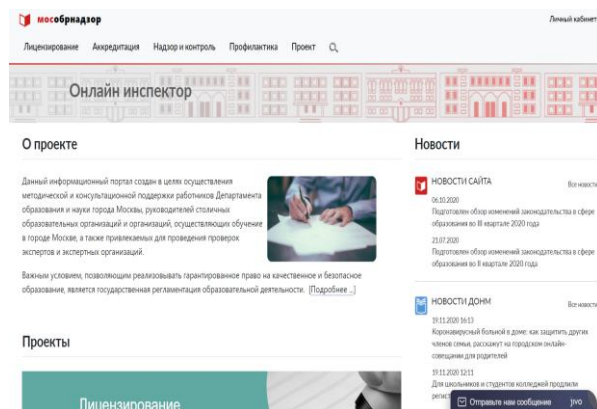 мособрнадзор
Личный кабинет
Лицензирование Аккредитация Надзор и контроль Профилактика Проект
Онлайн инспектор
О проекте
Данный информационный портал создан в целях осуществления
методической и консультационной поддержки работников Департамента
образования и науки города Москвы, руководителей столичных
образовательных организаций и организаций, осуществляющих обучение
в городе Москве, а также привлекаемых для проведения проверок
экспертов и экспертных организаций.
Важным условием, позволяющим реализовывать гарантированное право на качественное и безопасное
образование, является государственная регламентация образовательной деятельности. [Подробнее ...]
Проекты
Лицензирование
Новости
НОВОСТИ САЙТА
Все новости
06.10.2020
Подготовлен обзор изменений законодательства в сфере
образования во III квартале 2020 года
21.07.2020
Подготовлен обзор изменений законодательства в сфере
образования во II квартале 2020 года
НОВОСТИ ДОНМ
Все новости
19.11.2020 16:13
Коронавирусный больной в доме: как защитить других
членов семьи, расскажут на городском онлайн-
совещании для родителей
19.11.2020 12:11
Для школьников и студентов колледжей продлили
регист
Отправьте нам сообщение jivo